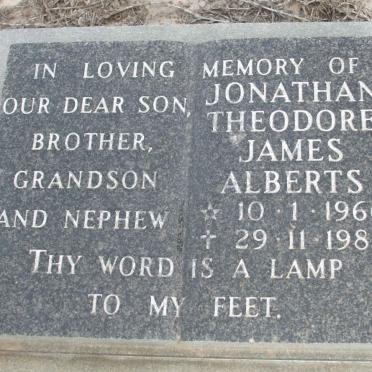 IN LOVING
OUR DEAR SON,
BROTHER,
GRANDSON
AND NEPHEW
MEMORY OF
JONATHAN
THEODORE
JAMES
ALBERTS
☆ 10·1·196
✝ 29·11·198
THY WORD IS A LAMP
TO MY FEET.